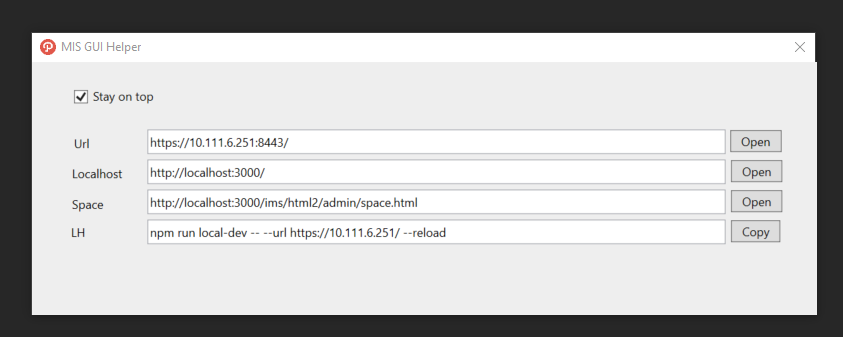 MIS GUI Helper
Stay on top
Url https://10.111.6.251:8443/ Open
Localhost http://localhost:3000/ Open
Space http://localhost:3000/ims/html2/admin/space.html Open
LH npm run local-dev -- --url https://10.111.6.251/ --reload Copy